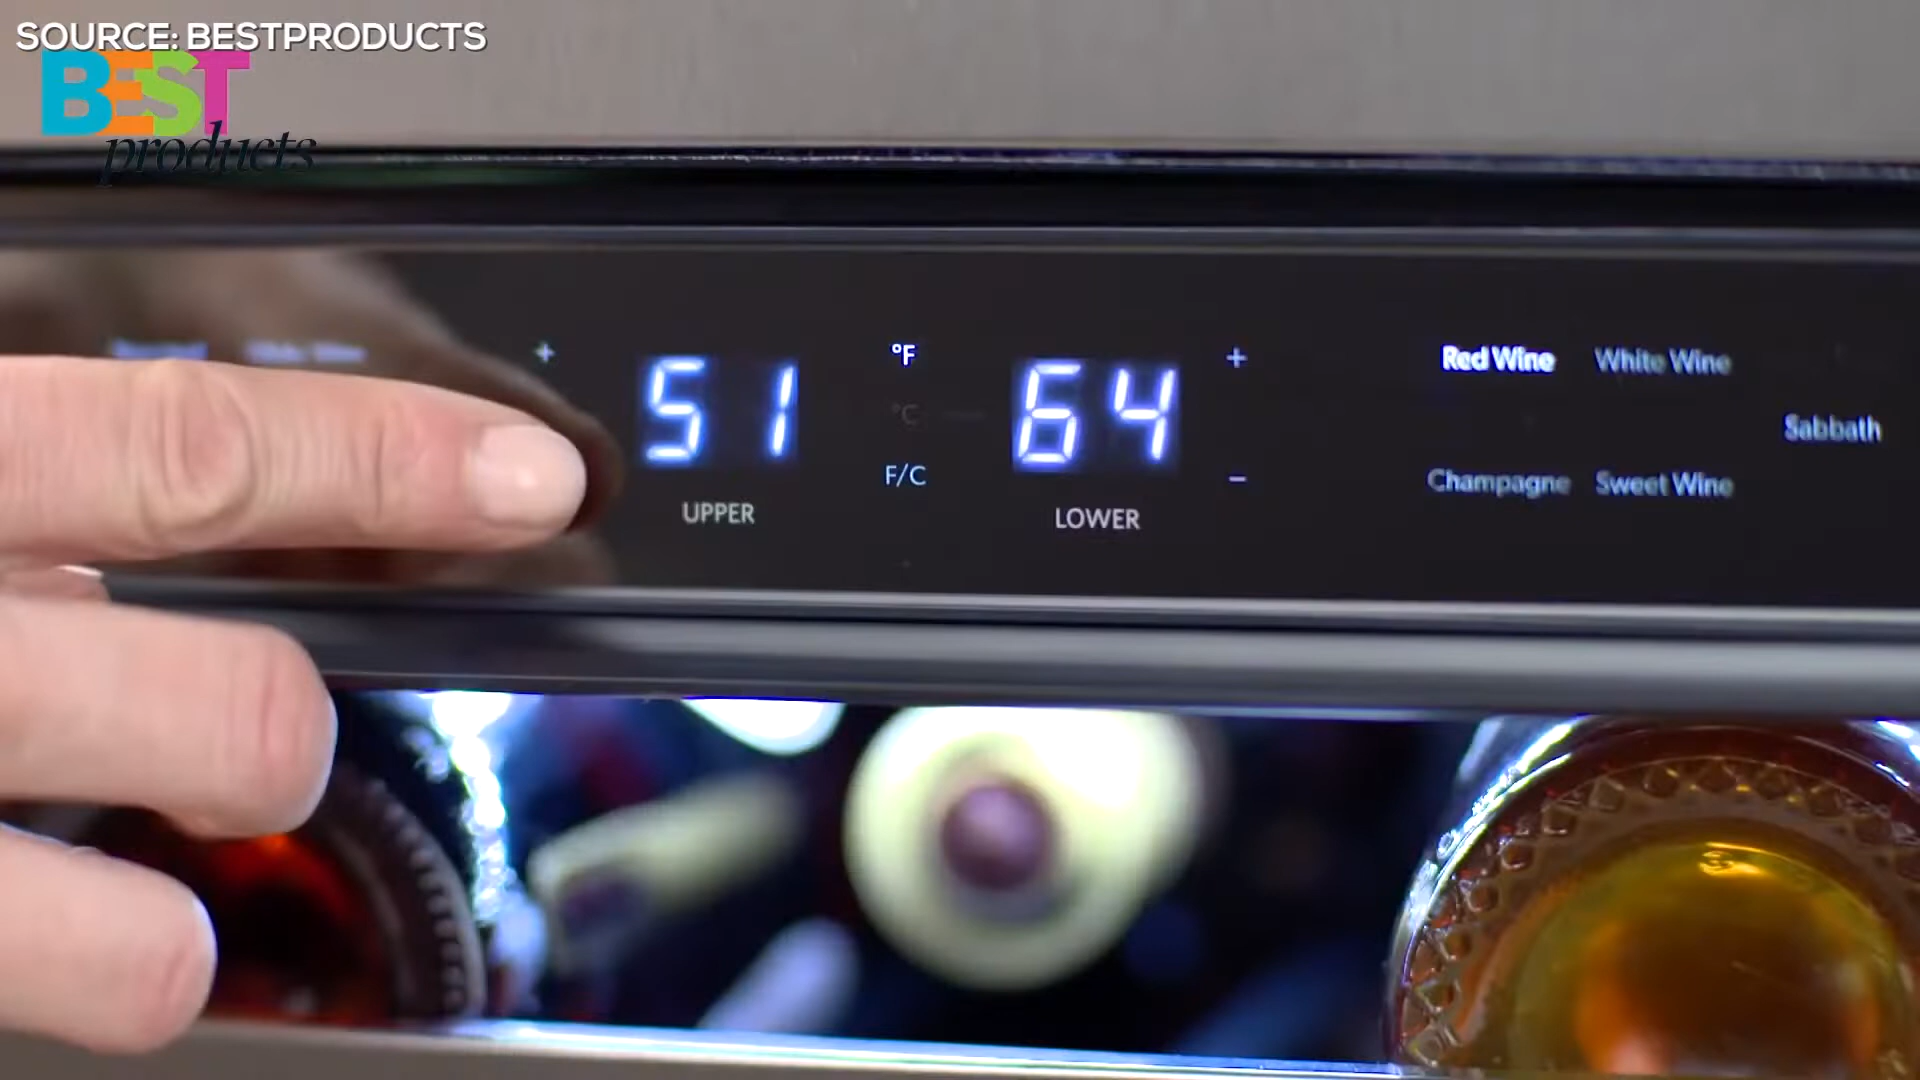 SOURCE: BESTPRODUCTS
BEST
products
+ 51 °F 64 + Red Wine White Wine
°C Sabbath
F/C - Champagne Sweet Wine
UPPER LOWER